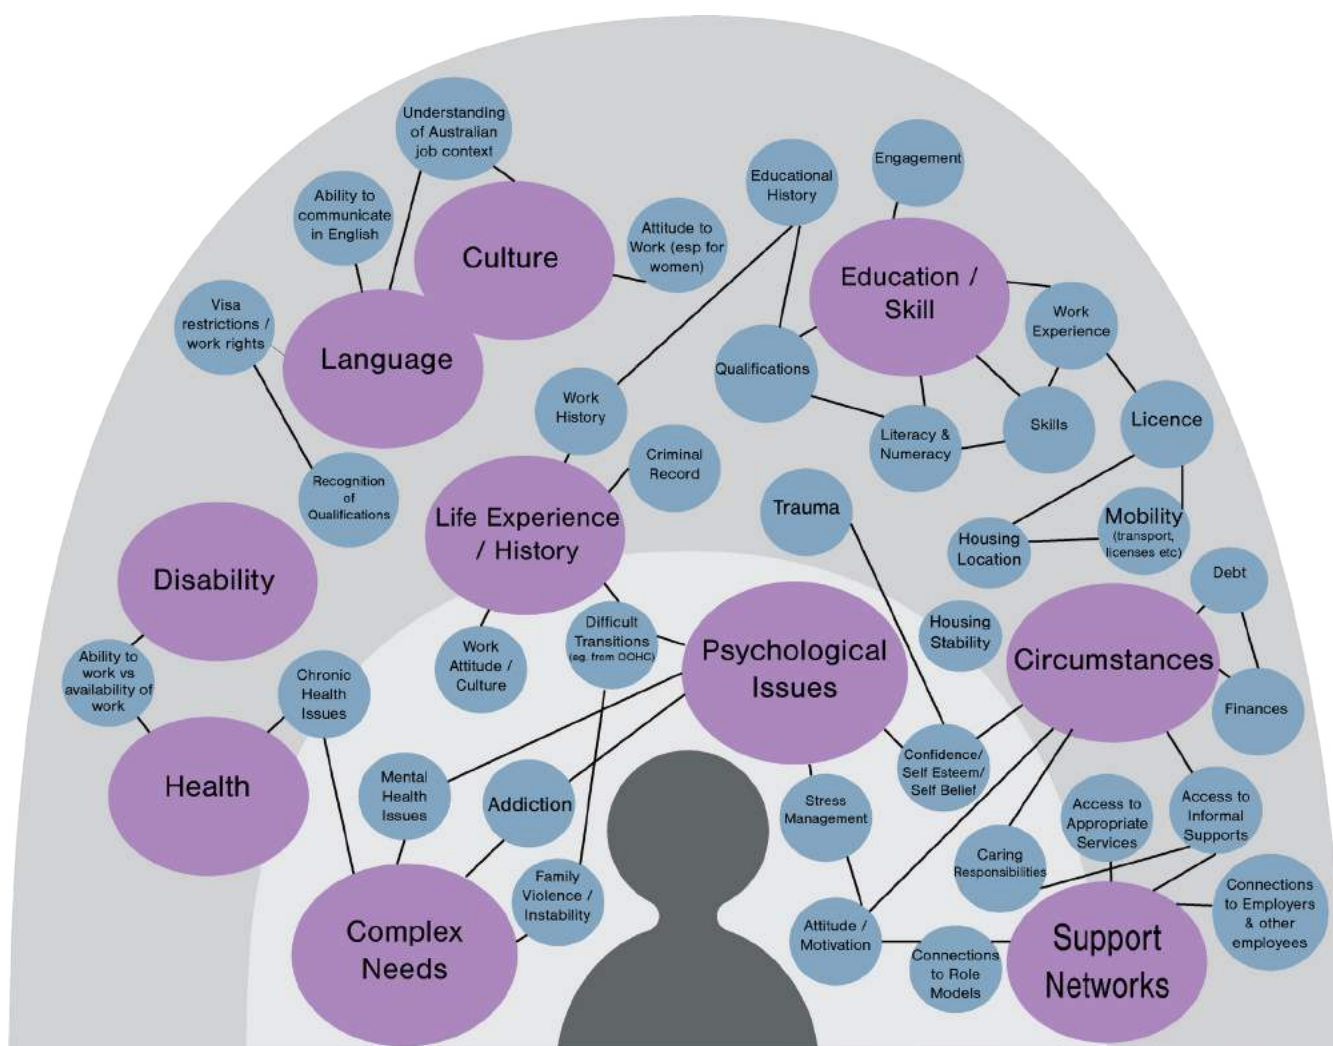 Understanding
of Australian
job context
Ability to
communicate
in English
Culture
Attitude to
Work (esp for
women)
Visa
restrictions /
work rights
Language
Recognition
of
Qualifications
Educational
History
Engagement
Education /
Skill
Work
Experience
Qualifications
Literacy &
Numeracy
Skills
Licence
Work
History
Criminal
Record
Life Experience
/ History
Trauma
Housing
Location
Mobility
(transport,
licenses etc)
Disability
Ability to
work vs
availability of
work
Health
Chronic
Health
Issues
Work
Attitude /
Culture
Difficult
Transitions
(eg. from OOHC)
Psychological
Issues
Housing
Stability
Circumstances
Debt
Finances
Mental
Health
Issues
Addiction
Family
Violence /
Instability
Complex
Needs
Stress
Management
Confidence/
Self Esteem/
Self Belief
Attitude /
Motivation
Caring
Responsibilities
Access to
Appropriate
Services
Access to
Informal
Supports
Connections
to Employers
& other
employees
Connections
to Role
Models
Support
Networks